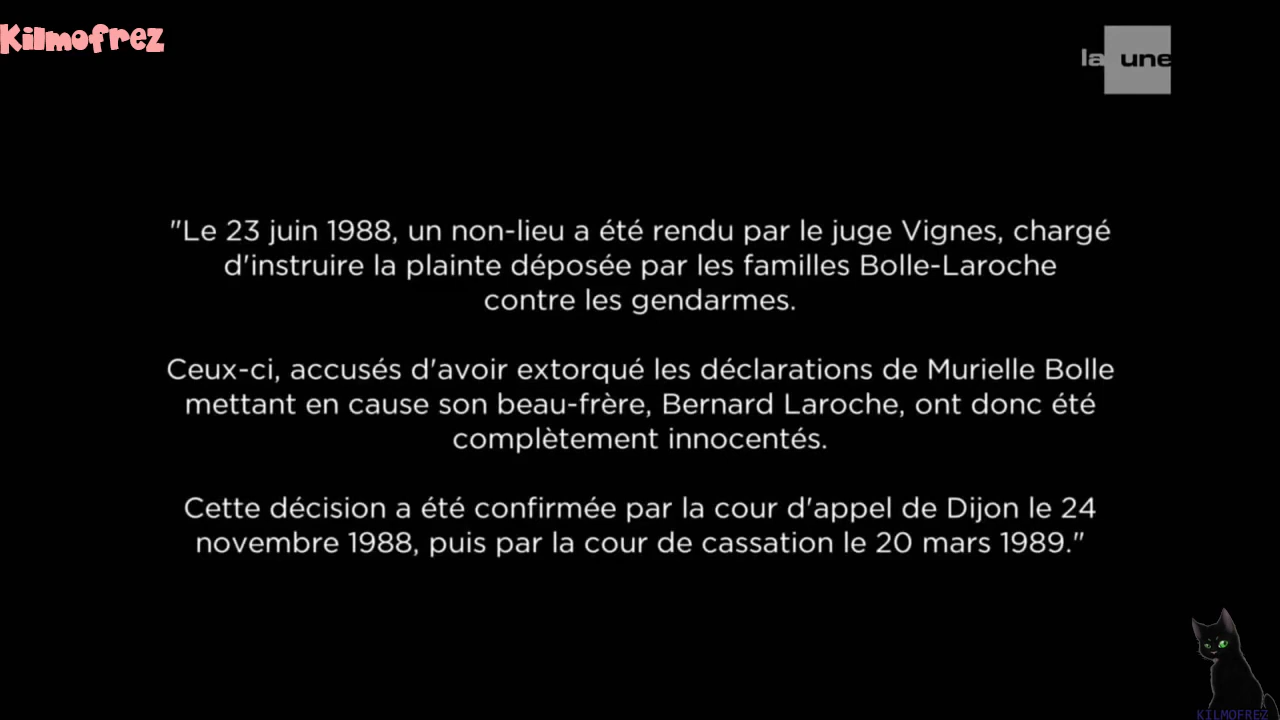 Kilmofrez
la une
"Le 23 juin 1988, un non-lieu a été rendu par le juge Vignes, chargé
d'instruire la plainte déposée par les familles Bolle-Laroche
contre les gendarmes.
Ceux-ci, accusés d'avoir extorqué les déclarations de Murielle Bolle
mettant en cause son beau-frère, Bernard Laroche, ont donc été
complètement innocentés.
Cette décision a été confirmée par la cour d'appel de Dijon le 24
novembre 1988, puis par la cour de cassation le 20 mars 1989."
KILMOFREZ